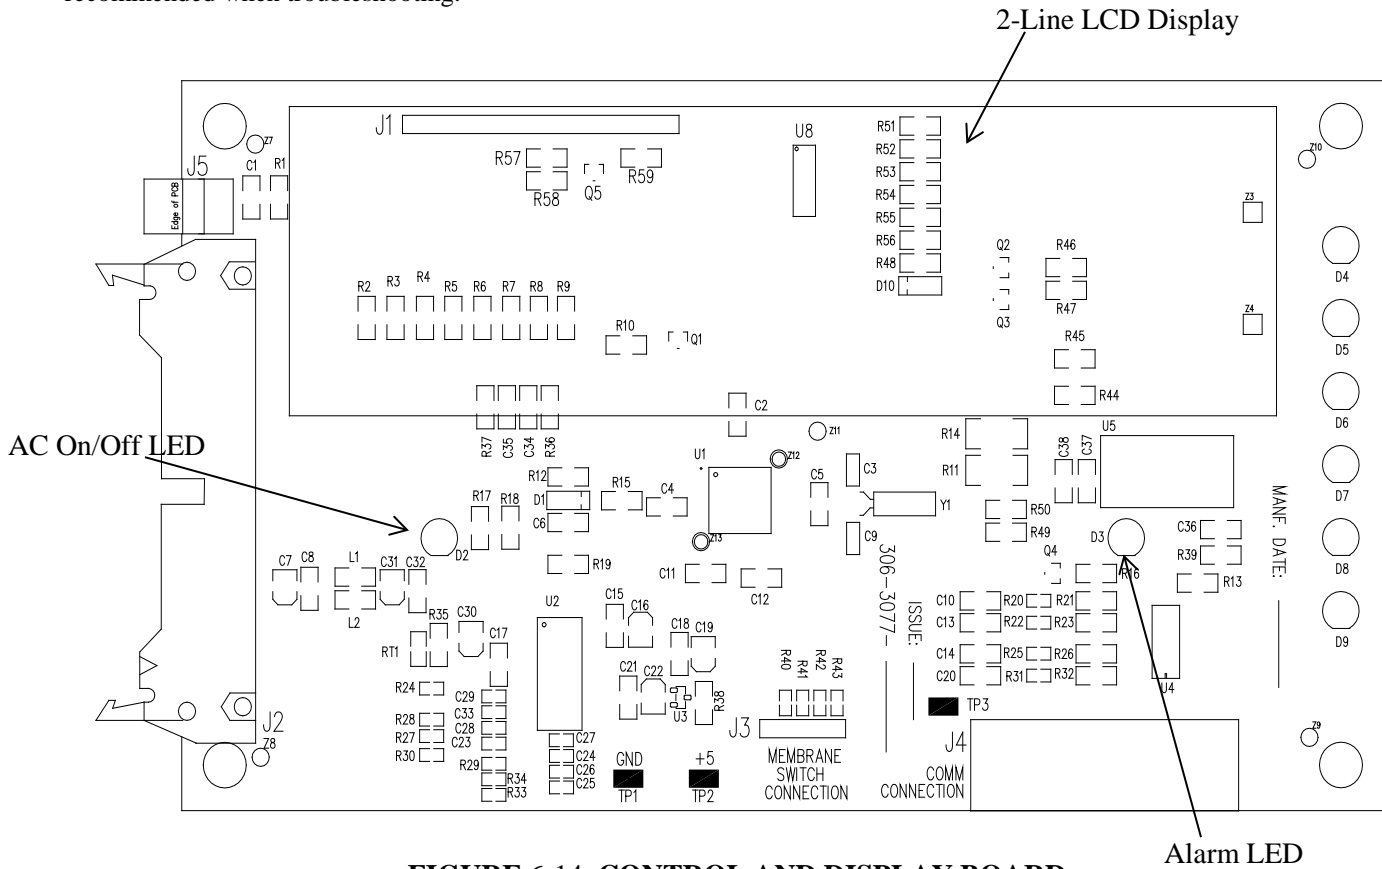 recommended when troubleshooting.
2-Line LCD Display
J1
U8
R51
R52
R53
R54
R55
R56
R48
D10
R57
R58
Q5
R59
Z7
Z10
J5
C1
R1
Edge of PCB
Z3
Z4
Q2
Q3
R46
R47
D4
R2
R3
R4
R5
R6
R7
R8
R9
R10
Q1
R45
R44
D5
D6
C2
Z11
R37
C35
C34
R36
AC On/Off LED
R14
R11
U5
C38
C37
U1
Z12
C5
C3
Y1
C9
R12
D1
C6
R15
C4
R17
R18
D2
R50
R49
D7
MANF. DATE:
Z13
R19
C11
C12
306-3077-
ISSUE:
Q4
D3
R16
C36
R39
R13
D8
C7
C8
L1
L2
C31
C32
R35
RT1
C30
C17
U2
C15
C16
C18
C19
C10
R20
R21
C13
R22
R23
C14
R25
R26
C20
R31
R32
U4
D9
R24
C29
C33
R28
C28
R27
C23
R30
R29
R34
R33
C27
C24
C26
C25
C21
C22
U3
R38
R40
R41
R42
R43
J3
MEMBRANE
SWITCH
CONNECTION
GND
TP1
+5
TP2
TP3
J4
COMM
CONNECTION
J2
Z8
Z9
Alarm LED
FIGURE 6-14. CONTROL AND DISPLAY BOARD